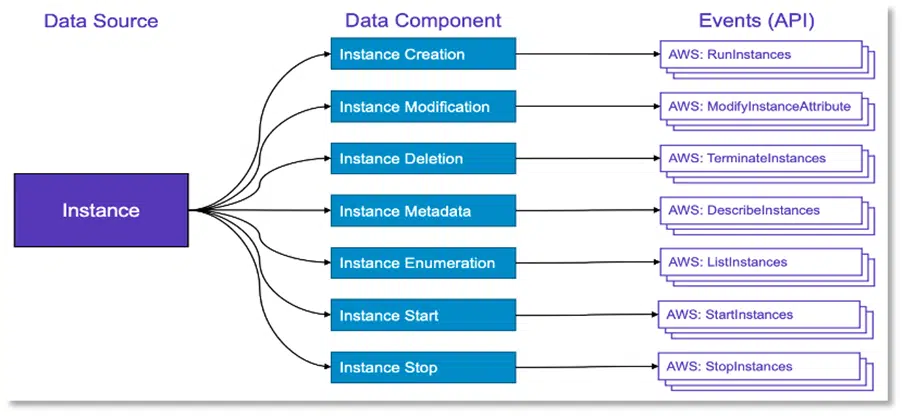 Data Source Data Component Events (API)
Instance Creation AWS: RunInstances
Instance Modification AWS: ModifyInstanceAttribute
Instance Deletion AWS: TerminateInstances
Instance Instance Metadata AWS: DescribeInstances
Instance Enumeration AWS: ListInstances
Instance Start AWS: StartInstances
Instance Stop AWS: StopInstances